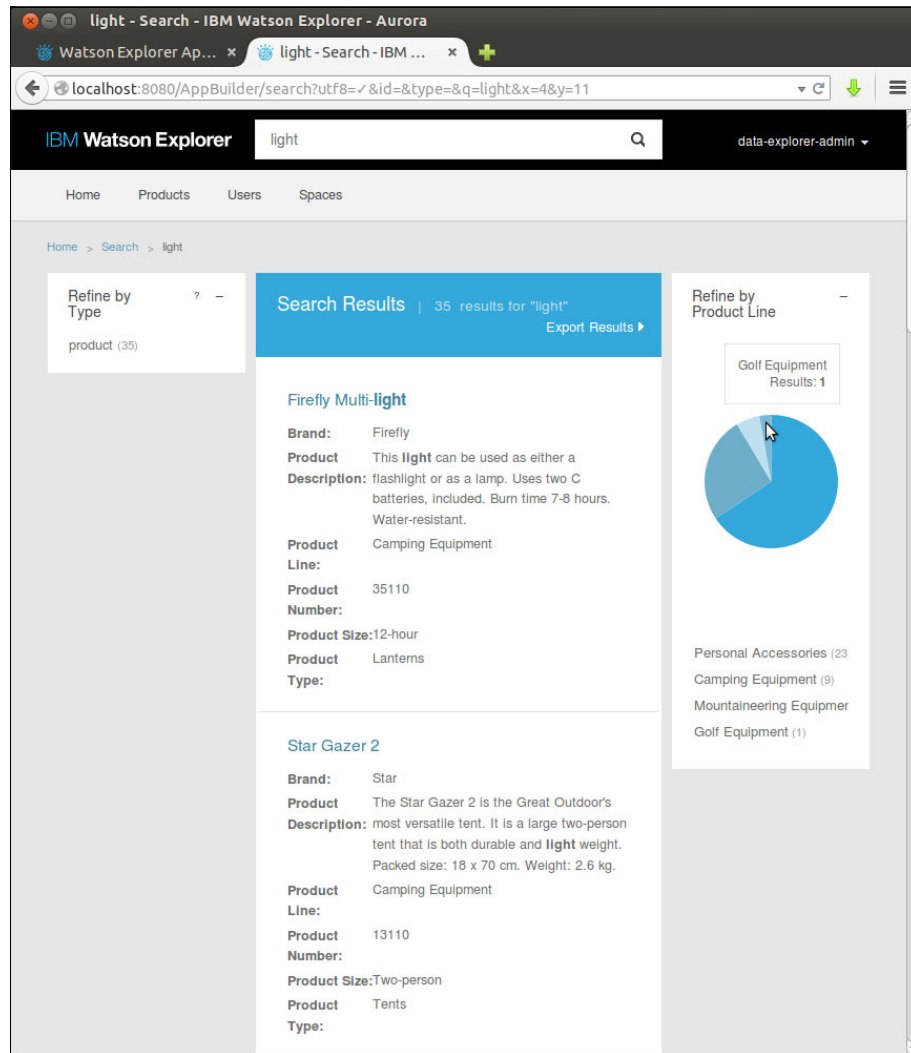 light - Search - IBM Watson Explorer - Aurora
Watson Explorer Ap... × light - Search - IBM ... ×
localhost:8080/AppBuilder/search?utf8=✓&id=&type=&q=light&x=4&y=11
IBM Watson Explorer light data-explorer-admin
Home Products Users Spaces
Home > Search > light
Refine by Type ? –
product (35)
Search Results | 35 results for "light"
Export Results
Firefly Multi-light
Brand: Firefly
Product Description: This light can be used as either a
flashlight or as a lamp. Uses two C
batteries, included. Burn time 7-8 hours.
Water-resistant.
Product Line: Camping Equipment
Product Number: 35110
Product Size: 12-hour
Product Type: Lanterns
Star Gazer 2
Brand: Star
Product Description: The Star Gazer 2 is the Great Outdoor's
most versatile tent. It is a large two-person
tent that is both durable and light weight.
Packed size: 18 x 70 cm. Weight: 2.6 kg.
Product Line: Camping Equipment
Product Number: 13110
Product Size: Two-person
Product Type: Tents
Refine by –
Product Line
Golf Equipment
Results: 1
Personal Accessories (23
Camping Equipment (9)
Mountaineering Equipmer
Golf Equipment (1)